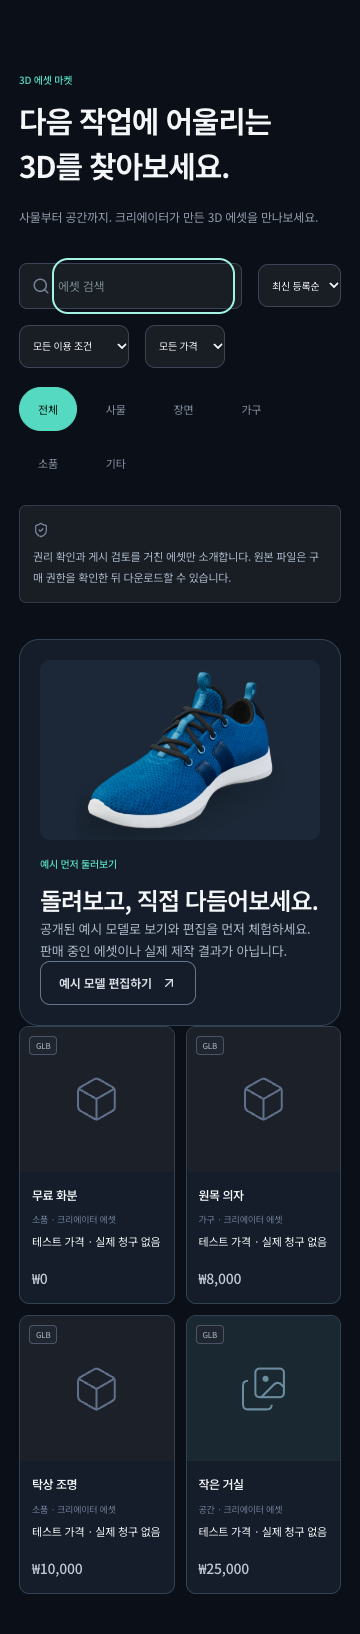 3D 에셋 마켓
다음 작업에 어울리는
3D를 찾아보세요.
사물부터 공간까지. 크리에이터가 만든 3D 에셋을 만나보세요.
에셋 검색
최신 등록순
모든 이용 조건
모든 가격
전체
사물
장면
가구
소품
기타
권리 확인과 게시 검토를 거친 에셋만 소개합니다. 원본 파일은 구
매 권한을 확인한 뒤 다운로드할 수 있습니다.
예시 먼저 둘러보기
돌려보고, 직접 다듬어보세요.
공개된 예시 모델로 보기와 편집을 먼저 체험하세요.
판매 중인 에셋이나 실제 제작 결과가 아닙니다.
예시 모델 편집하기
GLB
무료 화분
소품 · 크리에이터 에셋
테스트 가격 · 실제 청구 없음
₩0
GLB
원목 의자
가구 · 크리에이터 에셋
테스트 가격 · 실제 청구 없음
₩8,000
GLB
탁상 조명
소품 · 크리에이터 에셋
테스트 가격 · 실제 청구 없음
₩10,000
GLB
작은 거실
공간 · 크리에이터 에셋
테스트 가격 · 실제 청구 없음
₩25,000